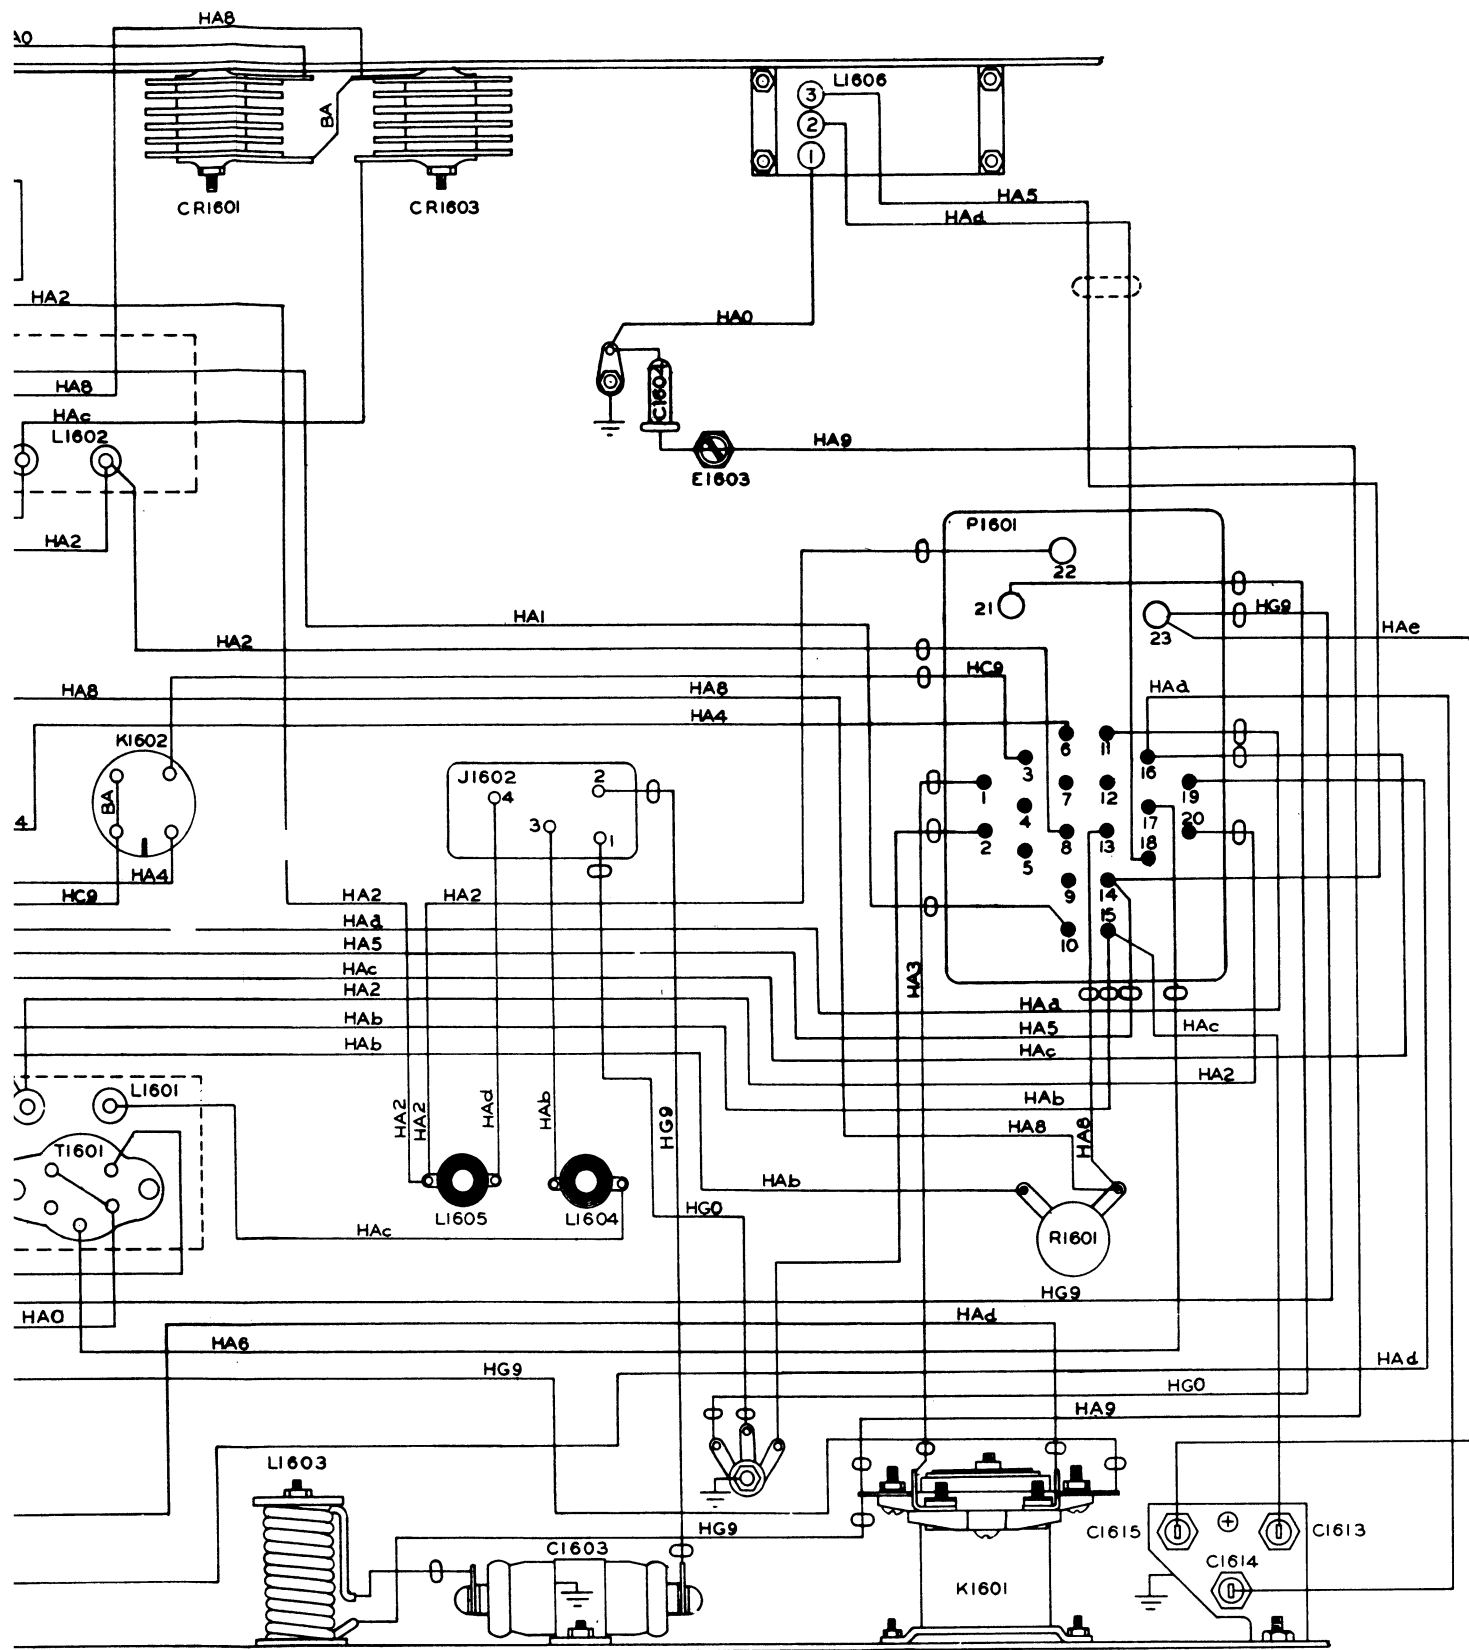 HA8
A0
L1606
3
2
1
BA
CR1601
CR1603
HA5
HAd
HA2
HA0
HA8
C1604
HAc
L1602
HA9
E1603
P1601
HA2
22
21
HG9
23
HAe
HA1
HA2
HC9
HA8
HA8
HAd
HA4
K1602
6
11
J1602
2
3
16
4
BA
1
7
12
19
4
3
4
17
20
1
2
8
13
18
5
HA4
HC9
9
14
HA2
HA2
HAd
15
10
HA5
HAc
HA3
HA2
HAd
HAb
HA5
HAc
HAb
HAc
HA2
L1601
HAb
HA2
HA2
HAd
HAb
HG9
HA8
HA8
T1601
HAb
L1605
L1604
HG0
HAc
R1601
HG9
HA0
HAd
HA6
HG9
HAd
HG0
HA9
L1603
HG9
C1615
C1613
C1603
C1614
K1601